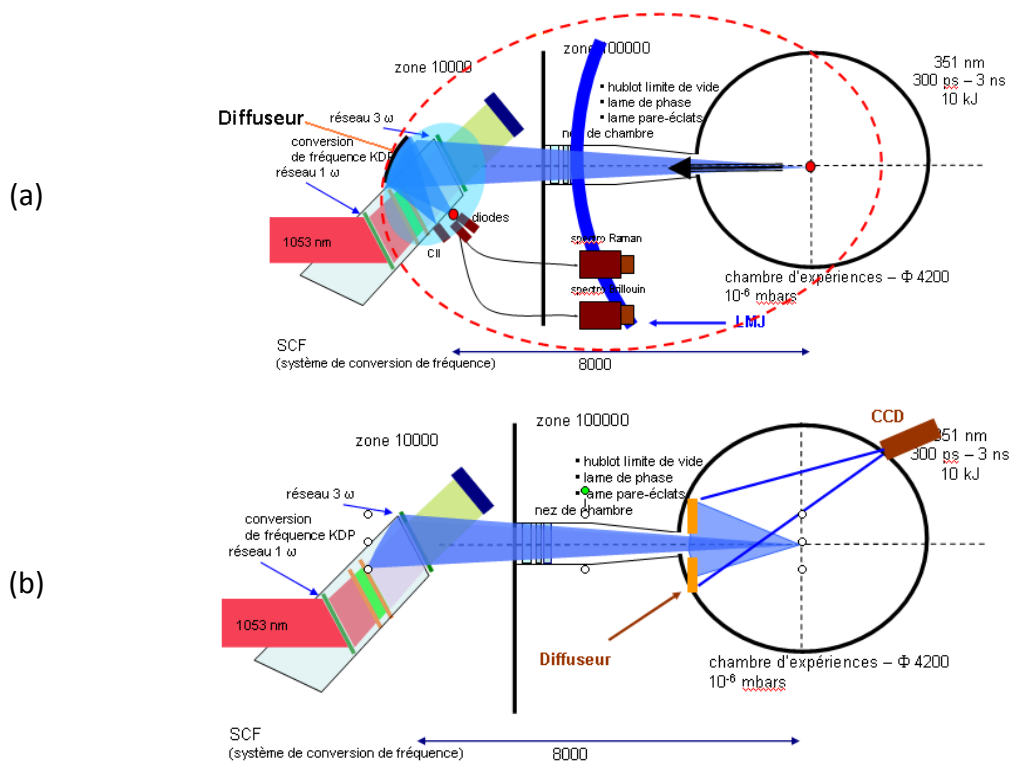 (a)
zone 10000
zone 100000
351 nm
300 ps – 3 ns
10 kJ
▪ hublot limite de vide
▪ lame de phase
▪ lame pare-éclats
nez de chambre
Diffuseur
réseau 3 ω
conversion
de fréquence KDP
réseau 1 ω
1053 nm
diodes
CII
spectro Raman
spectro Brillouin
LMJ
chambre d'expériences – Φ 4200
10⁻⁶ mbars
SCF
(système de conversion de fréquence)
8000
(b)
zone 10000
zone 100000
CCD
351 nm
300 ps – 3 ns
10 kJ
▪ hublot limite de vide
▪ lame de phase
▪ lame pare-éclats
nez de chambre
réseau 3 ω
conversion
de fréquence KDP
réseau 1 ω
1053 nm
Diffuseur
chambre d'expériences – Φ 4200
10⁻⁶ mbars
SCF
(système de conversion de fréquence)
8000